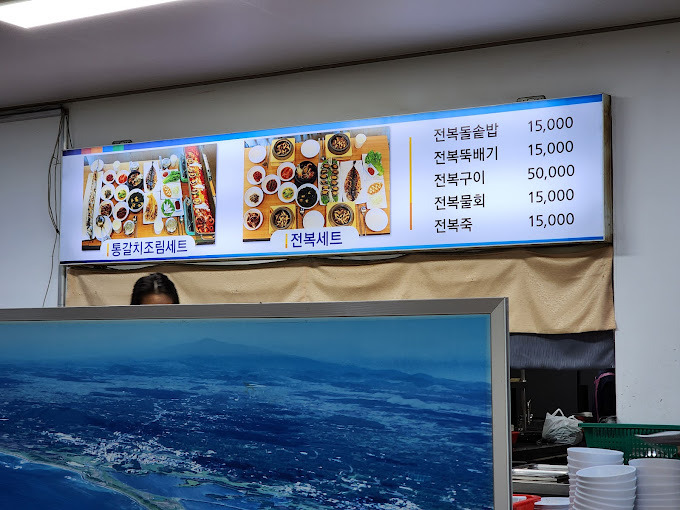 통갈치조림세트
전복세트
전복돌솥밥 15,000
전복뚝배기 15,000
전복구이 50,000
전복물회 15,000
전복죽 15,000